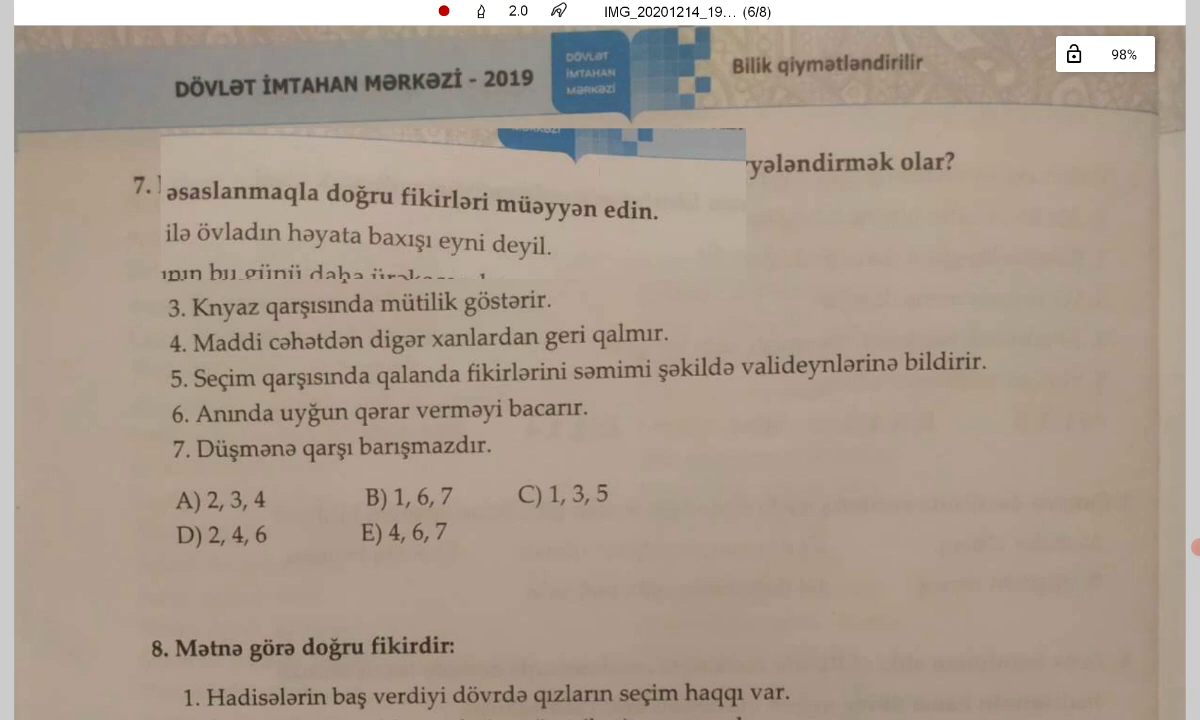 2.0 IMG_20201214_19... (6/8)
98%
DÖVLƏT İMTAHAN MƏRKƏZİ - 2019
DÖVLƏT
İMTAHAN
MƏRKƏZİ
Bilik qiymətləndirilir
7.
yələndirmək olar?
əsaslanmaqla doğru fikirləri müəyyən edin.
ilə övladın həyata baxışı eyni deyil.
bu günü daha
3. Knyaz qarşısında mütilik göstərir.
4. Maddi cəhətdən digər xanlardan geri qalmır.
5. Seçim qarşısında qalanda fikirlərini səmimi şəkildə valideynlərinə bildirir.
6. Anında uyğun qərar verməyi bacarır.
7. Düşmənə qarşı barışmazdır.
A) 2, 3, 4 B) 1, 6, 7 C) 1, 3, 5
D) 2, 4, 6 E) 4, 6, 7
8. Mətnə görə doğru fikirdir:
1. Hadisələrin baş verdiyi dövrdə qızların seçim haqqı var.